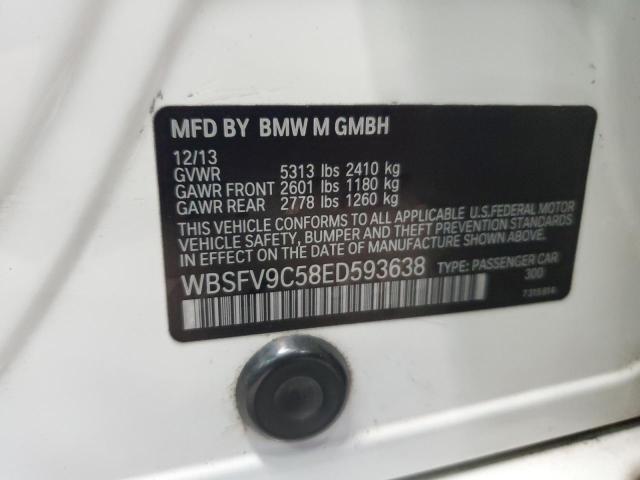 MFD BY BMW M GMBH
12/13
GVWR 5313 lbs 2410 kg
GAWR FRONT 2601 lbs 1180 kg
GAWR REAR 2778 lbs 1260 kg
THIS VEHICLE CONFORMS TO ALL APPLICABLE U.S.FEDERAL MOTOR
VEHICLE SAFETY, BUMPER AND THEFT PREVENTION STANDARDS
IN EFFECT ON THE DATE OF MANUFACTURE SHOWN ABOVE.
WBSFV9C58ED593638 TYPE: PASSENGER CAR
300
7315814